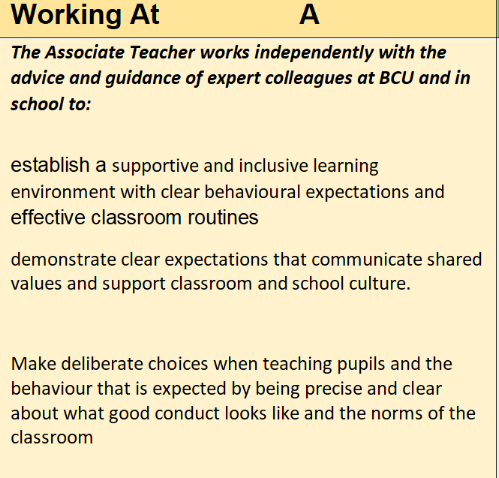 Working At A
The Associate Teacher works independently with the
advice and guidance of expert colleagues at BCU and in
school to:
establish a supportive and inclusive learning
environment with clear behavioural expectations and
effective classroom routines
demonstrate clear expectations that communicate shared
values and support classroom and school culture.
Make deliberate choices when teaching pupils and the
behaviour that is expected by being precise and clear
about what good conduct looks like and the norms of the
classroom